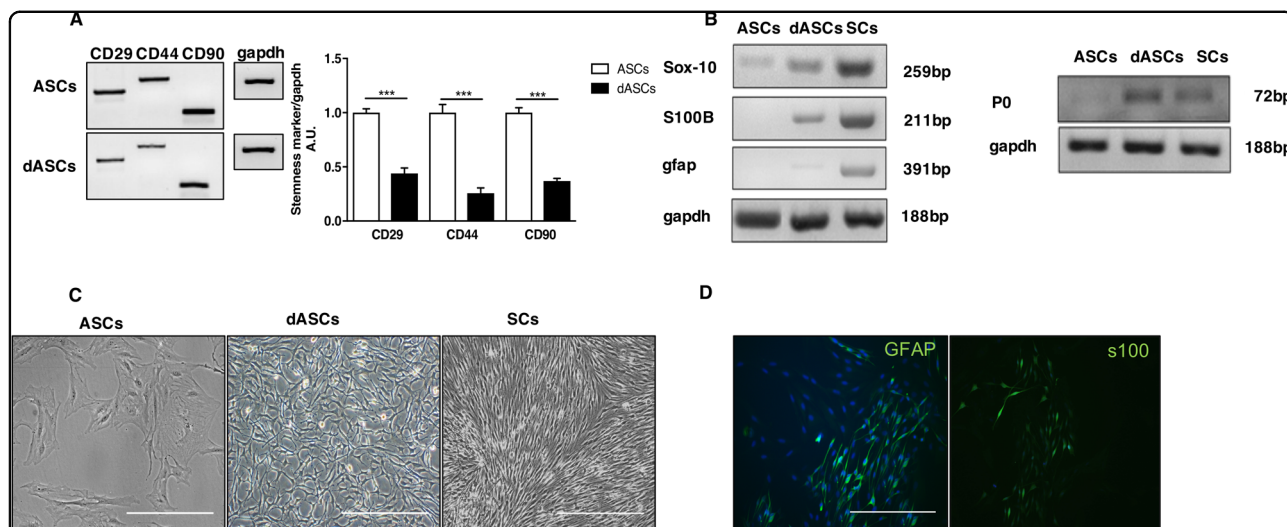 A
CD29 CD44 CD90 gapdh
ASCs
dASCs
Stemness marker/gapdh
A.U.
1.5
1.0
0.5
0.0
*** *** ***
CD29 CD44 CD90
ASCs
dASCs
B
ASCs dASCs SCs
Sox-10 259bp
S100B 211bp
gfap 391bp
gapdh 188bp
ASCs dASCs SCs
P0 72bp
gapdh 188bp
C
ASCs dASCs SCs
D
GFAP s100